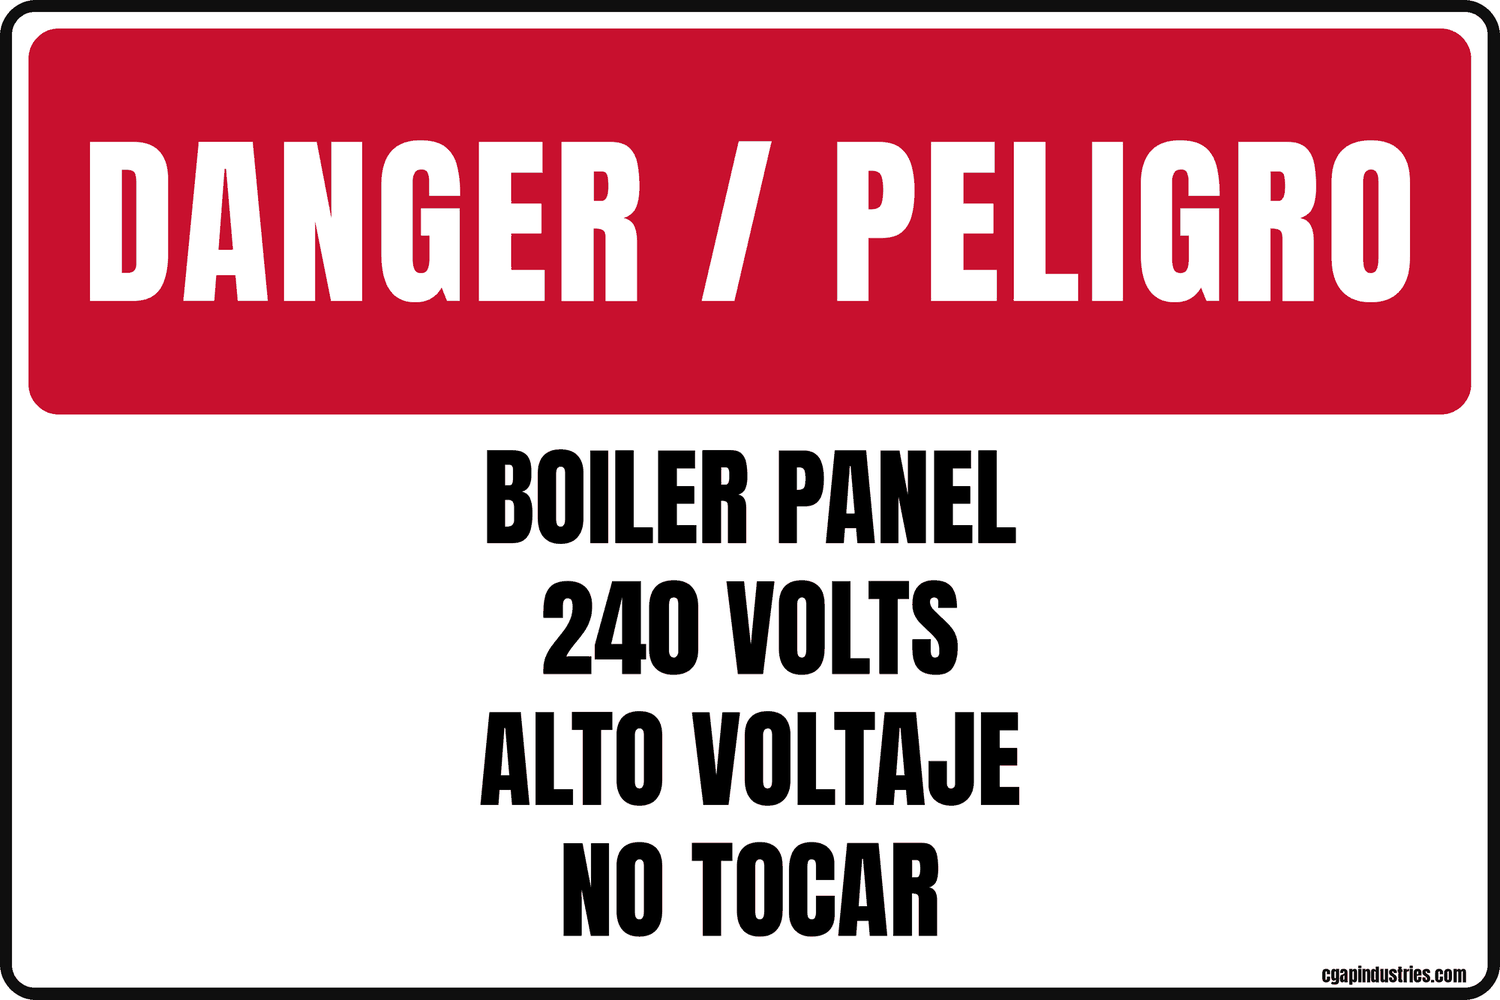 DANGER / PELIGRO
BOILER PANEL
240 VOLTS
ALTO VOLTAJE
NO TOCAR
cgapindustries.com